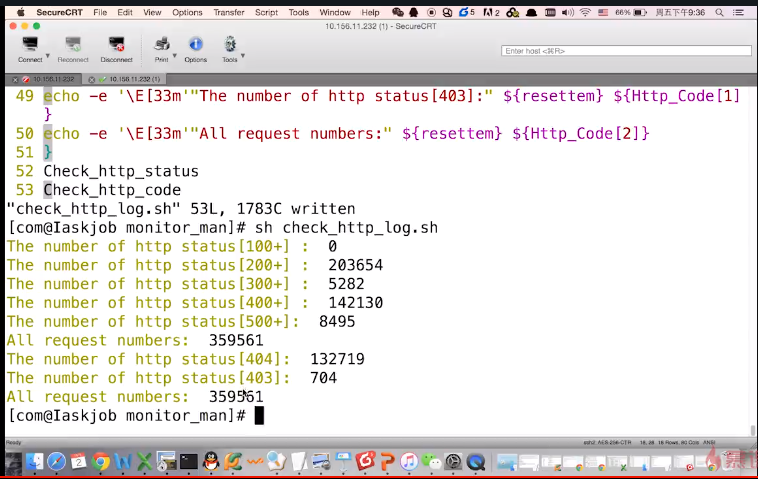 SecureCRT File Edit View Options Transfer Script Tools Window Help 5 2 66% 周五下午9:36
10.156.11.232 - SecureCRT
Connect Reconnect Disconnect Print Options Tools Enter host <⌘R>
10.156.11.232 10.156.11.232 (1)
49 echo -e '\E[33m'"The number of http status[403]:" ${resettem} ${Http_Code[1]
}
50 echo -e '\E[33m'"All request numbers:" ${resettem} ${Http_Code[2]}
51 }
52 Check_http_status
53 Check_http_code
"check_http_log.sh" 53L, 1783C written
[com@Iaskjob monitor_man]# sh check_http_log.sh
The number of http status[100+] : 0
The number of http status[200+] : 203654
The number of http status[300+] : 5282
The number of http status[400+] : 142130
The number of http status[500+]: 8495
All request numbers: 359561
The number of http status[404]: 132719
The number of http status[403]: 704
All request numbers: 359561
[com@Iaskjob monitor_man]#
Ready ssh2: AES-256-CTR 18, 28 18 Rows, 80 Cols ANSI